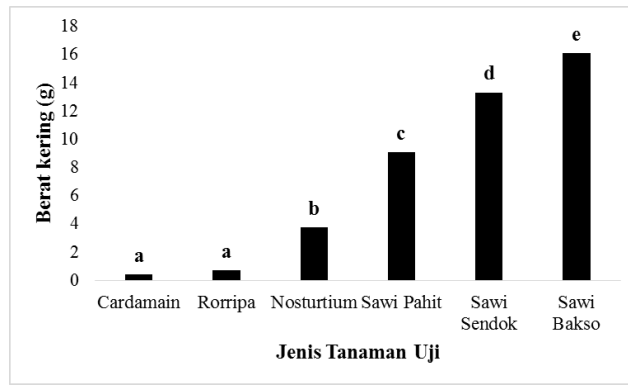 Berat kering (g)
18
16
14
12
10
8
6
4
2
0
a
a
b
c
d
e
Cardamain
Rorripa
Nosturtium
Sawi Pahit
Sawi
Sendok
Sawi
Bakso
Jenis Tanaman Uji